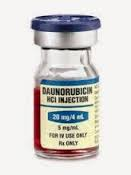 DAUNORUBICIN
HCl INJECTION
20 mg/4 mL
5 mg/mL
FOR IV USE ONLY
Rx ONLY